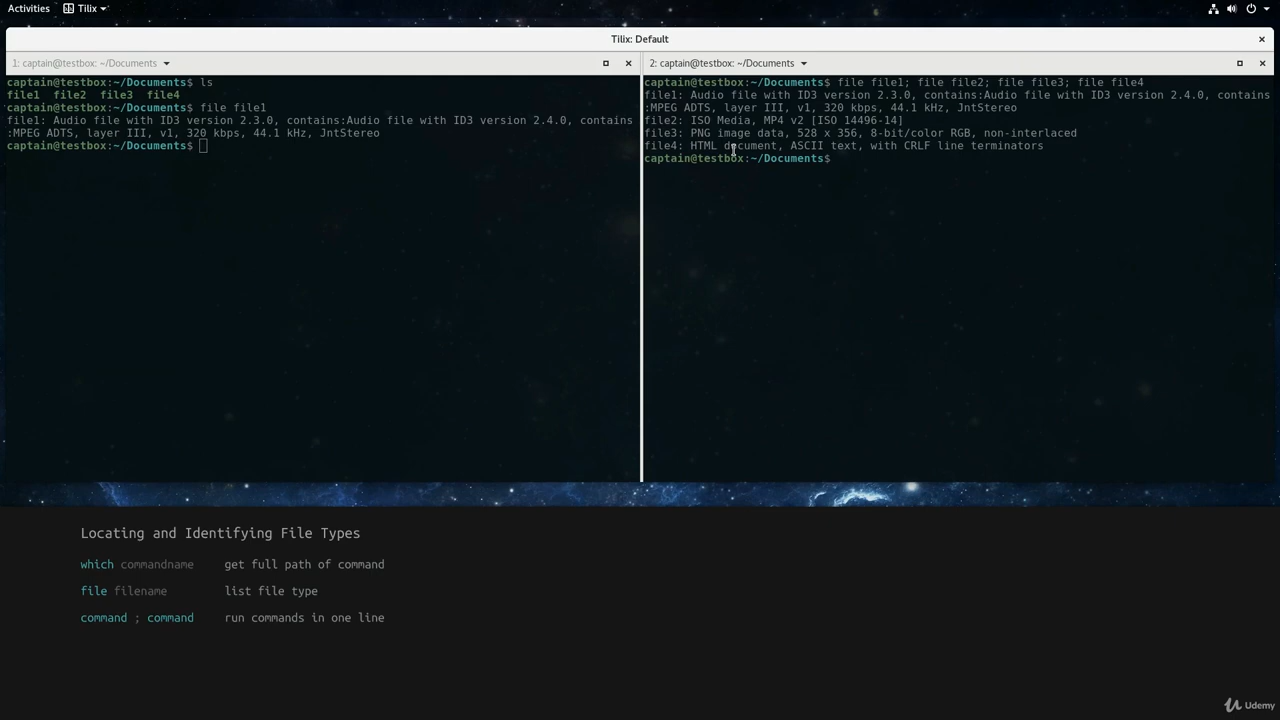 Activities Tilix
Tilix: Default
1: captain@testbox: ~/Documents
captain@testbox:~/Documents$ ls
file1 file2 file3 file4
captain@testbox:~/Documents$ file file1
file1: Audio file with ID3 version 2.3.0, contains:Audio file with ID3 version 2.4.0, contains
:MPEG ADTS, layer III, v1, 320 kbps, 44.1 kHz, JntStereo
captain@testbox:~/Documents$
2: captain@testbox: ~/Documents
captain@testbox:~/Documents$ file file1; file file2; file file3; file file4
file1: Audio file with ID3 version 2.3.0, contains:Audio file with ID3 version 2.4.0, contains
:MPEG ADTS, layer III, v1, 320 kbps, 44.1 kHz, JntStereo
file2: ISO Media, MP4 v2 [ISO 14496-14]
file3: PNG image data, 528 x 356, 8-bit/color RGB, non-interlaced
file4: HTML document, ASCII text, with CRLF line terminators
captain@testbox:~/Documents$
Locating and Identifying File Types
which commandname get full path of command
file filename list file type
command ; command run commands in one line
Udemy